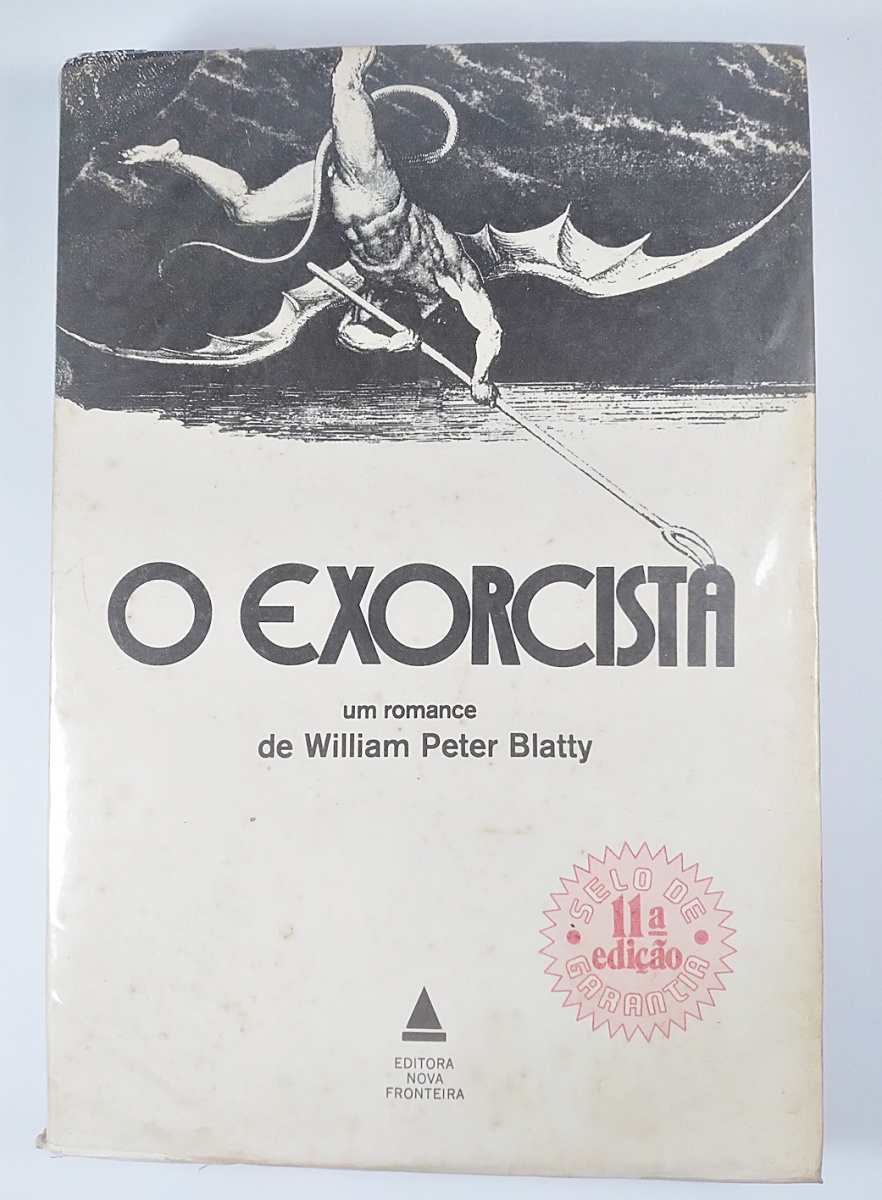 O EXORCISTA
um romance
de William Peter Blatty
SELO DE
11ª
edição
GARANTIA
EDITORA
NOVA
FRONTEIRA